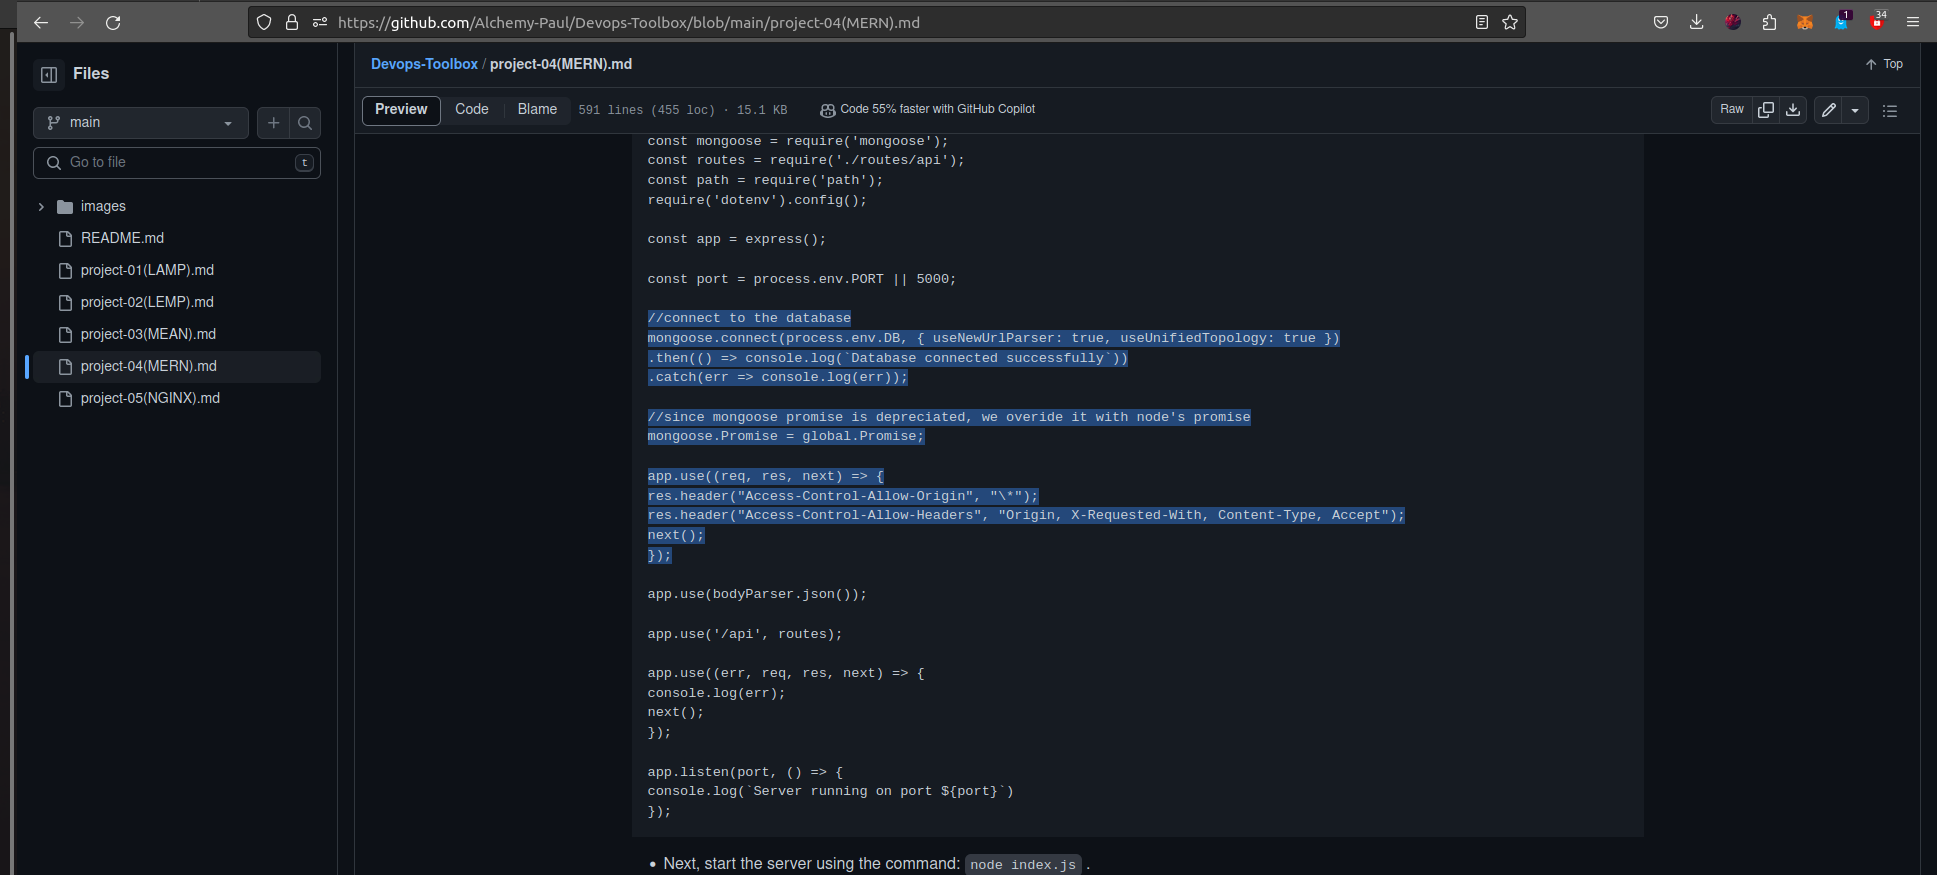 https://github.com/Alchemy-Paul/Devops-Toolbox/blob/main/project-04(MERN).md
1
34
Files
main
Go to file
t
images
README.md
project-01(LAMP).md
project-02(LEMP).md
project-03(MEAN).md
project-04(MERN).md
project-05(NGINX).md
Devops-Toolbox / project-04(MERN).md
Top
Preview
Code
Blame
591 lines (455 loc) · 15.1 KB
Code 55% faster with GitHub Copilot
Raw
const mongoose = require('mongoose');
const routes = require('./routes/api');
const path = require('path');
require('dotenv').config();
const app = express();
const port = process.env.PORT || 5000;
//connect to the database
mongoose.connect(process.env.DB, { useNewUrlParser: true, useUnifiedTopology: true })
.then(() => console.log(`Database connected successfully`))
.catch(err => console.log(err));
//since mongoose promise is depreciated, we overide it with node's promise
mongoose.Promise = global.Promise;
app.use((req, res, next) => {
res.header("Access-Control-Allow-Origin", "\*");
res.header("Access-Control-Allow-Headers", "Origin, X-Requested-With, Content-Type, Accept");
next();
});
app.use(bodyParser.json());
app.use('/api', routes);
app.use((err, req, res, next) => {
console.log(err);
next();
});
app.listen(port, () => {
console.log(`Server running on port ${port}`)
});
• Next, start the server using the command: node index.js .